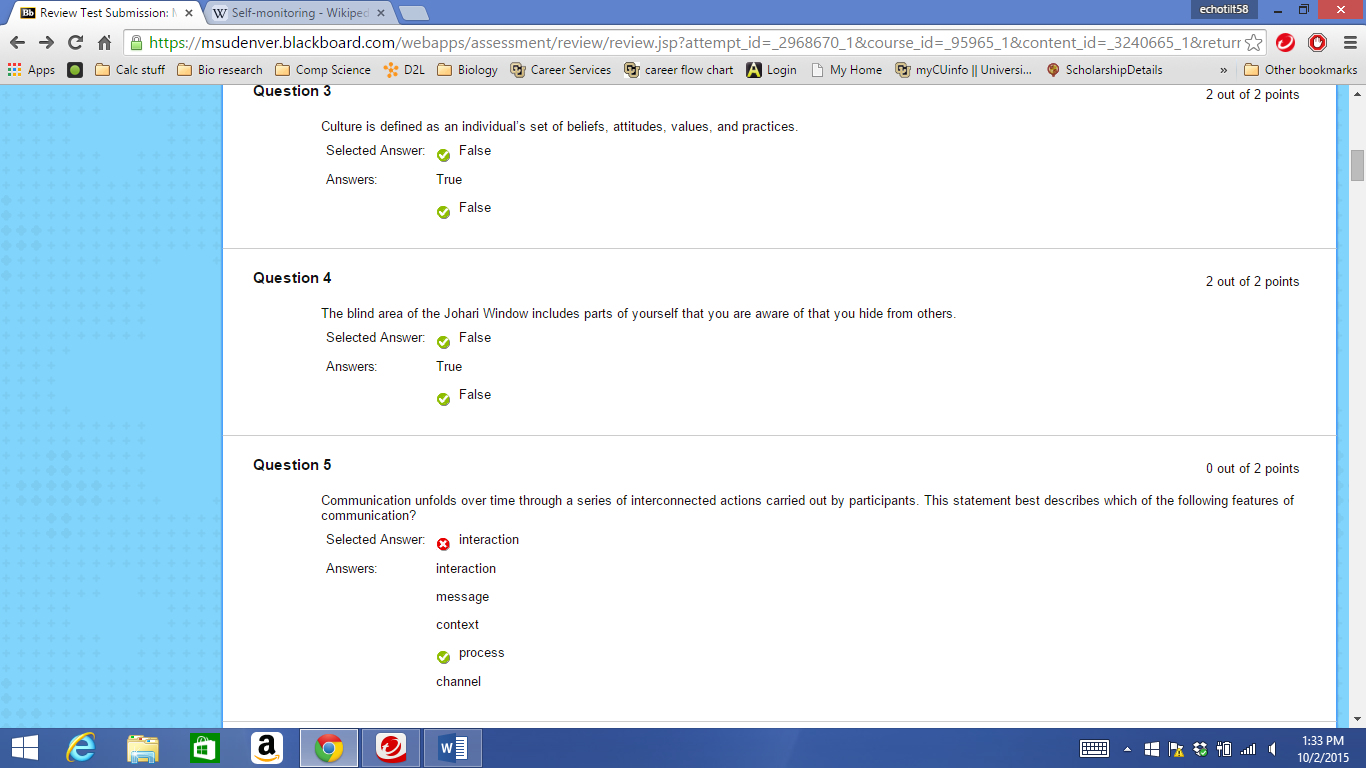 Bb Review Test Submission: M
W Self-monitoring - Wikiped
echotilt58
https://msudenver.blackboard.com/webapps/assessment/review/review.jsp?attempt_id=_2968670_1&course_id=_95965_1&content_id=_3240665_1&return
Apps Calc stuff Bio research Comp Science D2L Biology Career Services career flow chart Login My Home myCUinfo || Universi... ScholarshipDetails » Other bookmarks
Question 3
2 out of 2 points
Culture is defined as an individual's set of beliefs, attitudes, values, and practices.
Selected Answer: False
Answers: True
False
Question 4
2 out of 2 points
The blind area of the Johari Window includes parts of yourself that you are aware of that you hide from others.
Selected Answer: False
Answers: True
False
Question 5
0 out of 2 points
Communication unfolds over time through a series of interconnected actions carried out by participants. This statement best describes which of the following features of
communication?
Selected Answer: interaction
Answers: interaction
message
context
process
channel
1:33 PM
10/2/2015